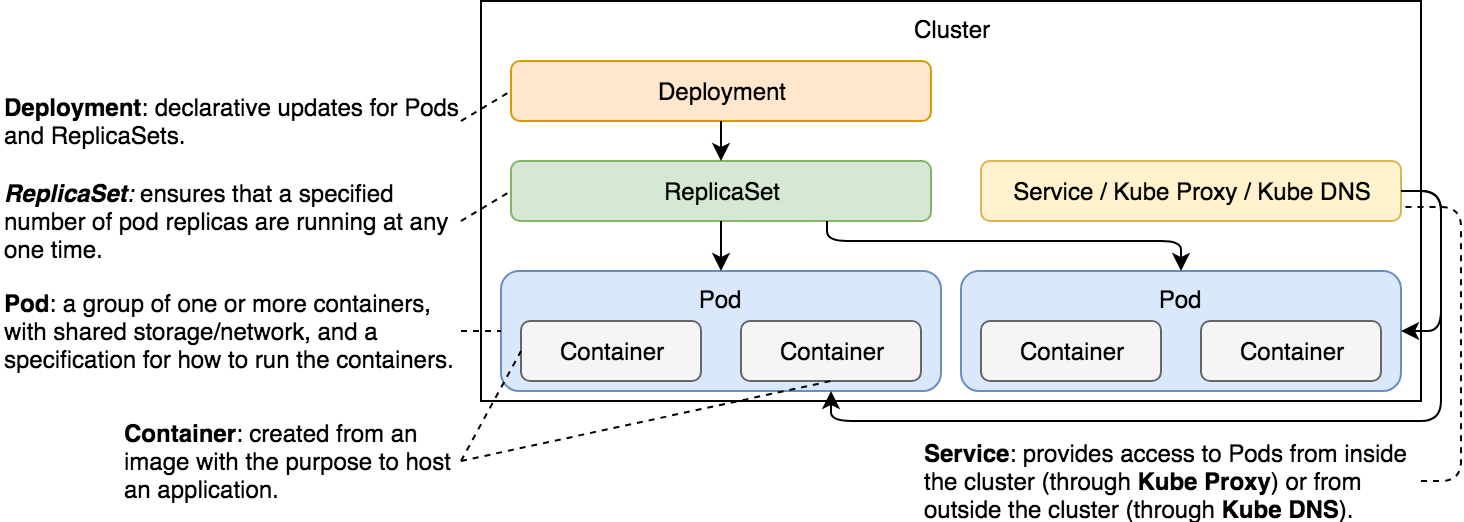 Cluster
Deployment
Deployment: declarative updates for Pods
and ReplicaSets.
ReplicaSet
Service / Kube Proxy / Kube DNS
ReplicaSet: ensures that a specified
number of pod replicas are running at any
one time.
Pod
Pod
Pod: a group of one or more containers,
with shared storage/network, and a
specification for how to run the containers.
Container
Container
Container
Container
Container: created from an
image with the purpose to host
an application.
Service: provides access to Pods from inside
the cluster (through Kube Proxy) or from
outside the cluster (through Kube DNS).